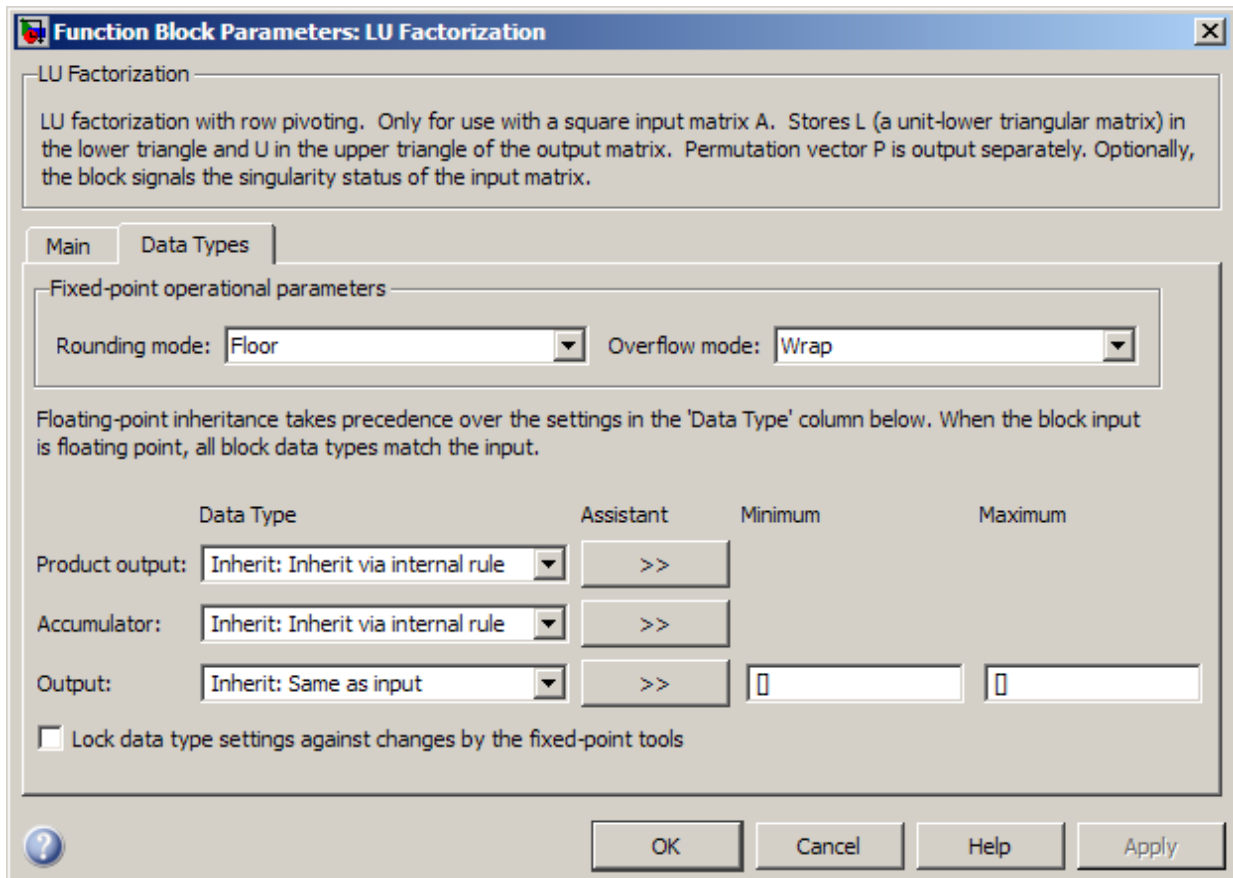 Function Block Parameters: LU Factorization
LU Factorization
LU factorization with row pivoting.  Only for use with a square input matrix A.  Stores L (a unit-lower triangular matrix) in
the lower triangle and U in the upper triangle of the output matrix.  Permutation vector P is output separately. Optionally,
the block signals the singularity status of the input matrix.
Main Data Types
Fixed-point operational parameters
Rounding mode: Floor Overflow mode: Wrap
Floating-point inheritance takes precedence over the settings in the 'Data Type' column below. When the block input
is floating point, all block data types match the input.
Data Type Assistant Minimum Maximum
Product output: Inherit: Inherit via internal rule >>
Accumulator: Inherit: Inherit via internal rule >>
Output: Inherit: Same as input >> [] []
Lock data type settings against changes by the fixed-point tools
? OK Cancel Help Apply